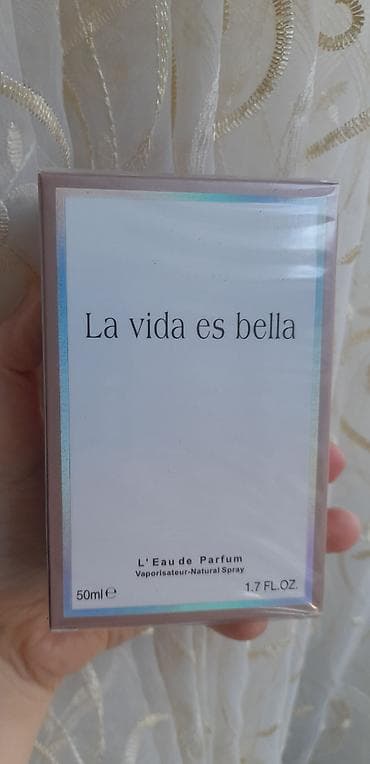 La vida es bella
L'Eau de Parfum
Vaporisateur-Natural Spray
50ml ℮
1.7 FL.OZ.